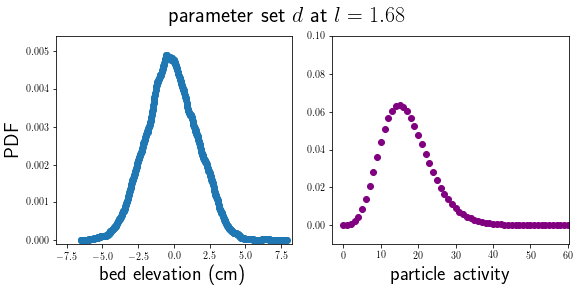 parameter set d at l = 1.68
PDF
0.005
0.004
0.003
0.002
0.001
0.000
−7.5 −5.0 −2.5 0.0 2.5 5.0 7.5
bed elevation (cm)
0.10
0.08
0.06
0.04
0.02
0.00
0 10 20 30 40 50 60
particle activity